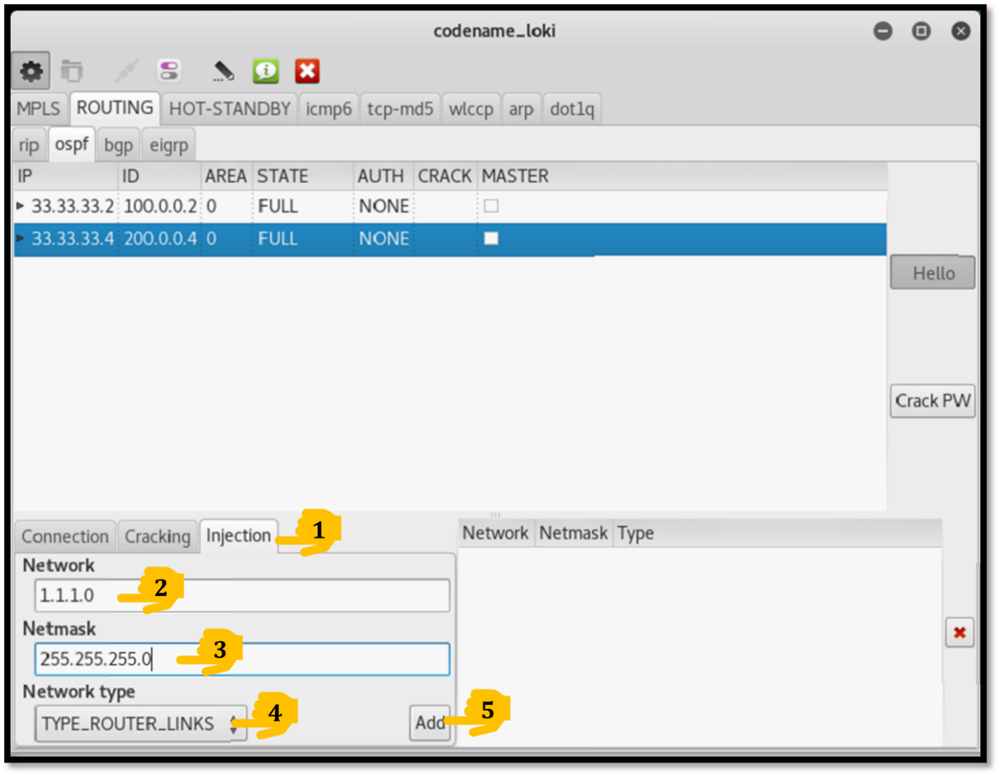 codename_loki
MPLS ROUTING HOT-STANDBY icmp6 tcp-md5 wlccp arp dot1q
rip ospf bgp eigrp
IP ID AREA STATE AUTH CRACK MASTER
33.33.33.2 100.0.0.2 0 FULL NONE
33.33.33.4 200.0.0.4 0 FULL NONE
Hello
Crack PW
Connection Cracking Injection 1
Network Netmask Type
Network
1.1.1.0 2
Netmask
255.255.255.0 3
Network type
TYPE_ROUTER_LINKS 4 Add 5